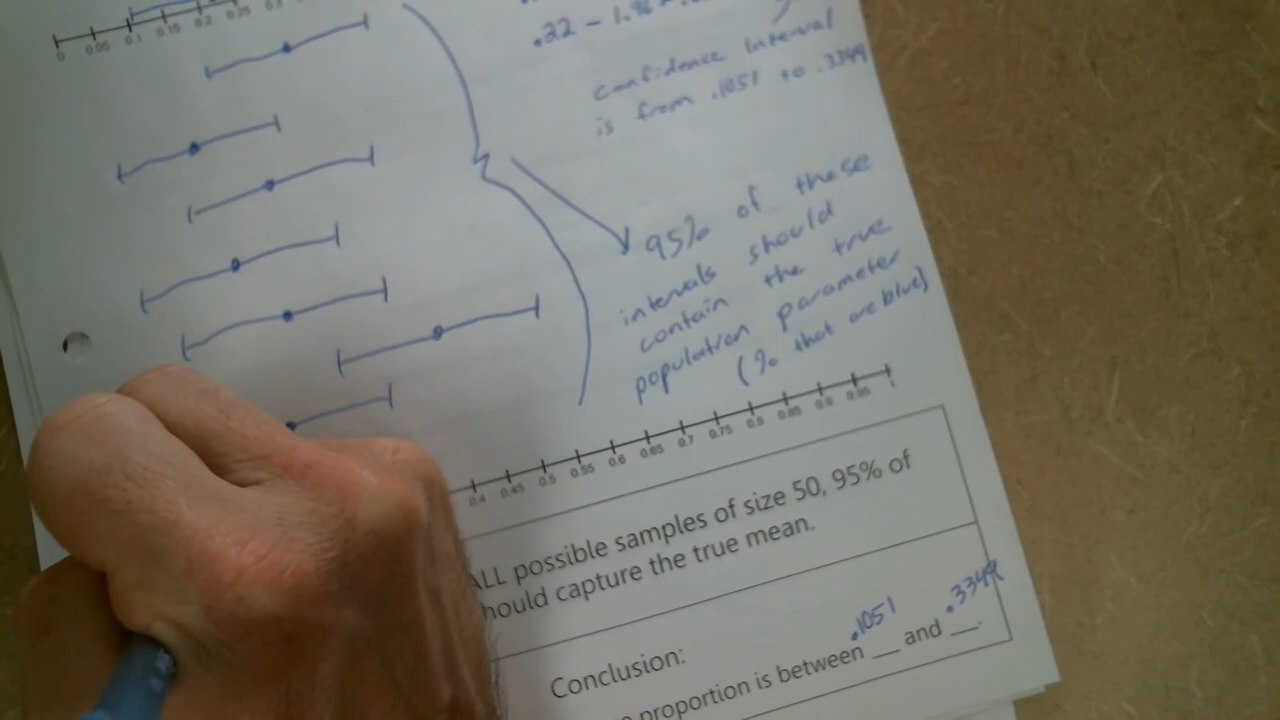 0 0.05 0.1 0.15 0.2 0.25
.32 - 1.96
confidence interval
is from .1051 to .3349
95% of these
intervals should
contain the true
population parameter
(% that are blue)
0.4 0.45 0.5 0.55 0.6 0.65 0.7 0.75 0.8 0.85 0.9 0.95 1
ALL possible samples of size 50, 95% of
hould capture the true mean.
Conclusion:
.1051 .3349
proportion is between __ and __.